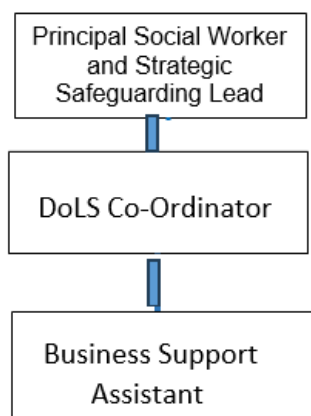 Principal Social Worker
and Strategic
Safeguarding Lead
DoLS Co-Ordinator
Business Support
Assistant